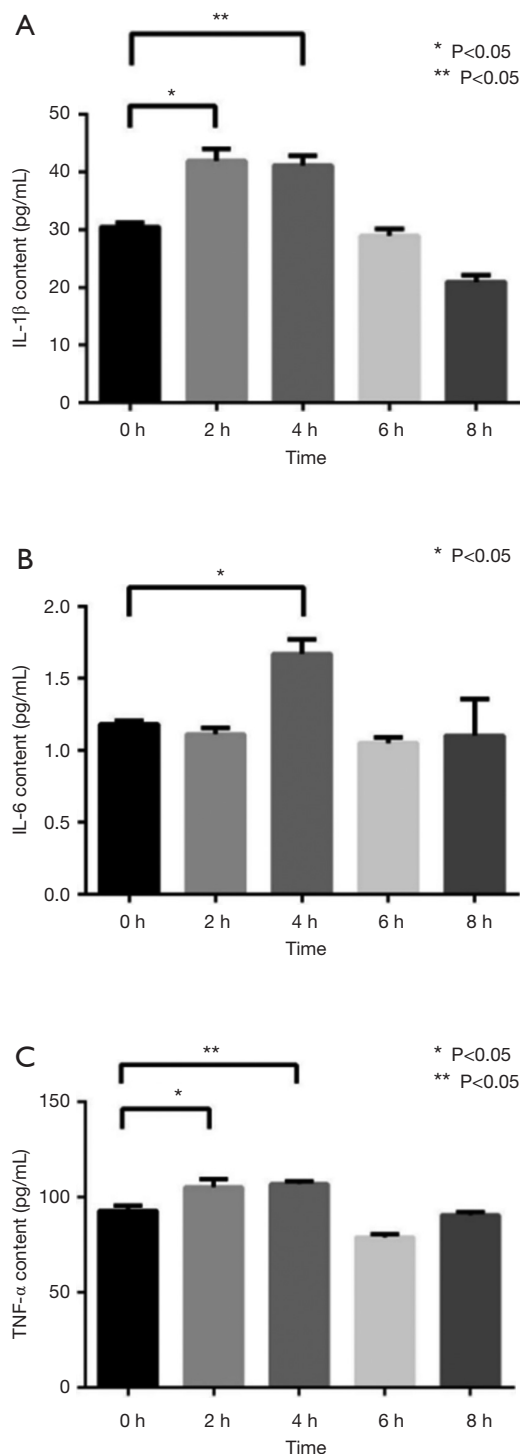 A
**
* P<0.05
** P<0.05
*
50
40
30
20
10
0
IL-1β content (pg/mL)
0 h 2 h 4 h 6 h 8 h
Time
B
* P<0.05
*
2.0
1.5
1.0
0.5
0.0
IL-6 content (pg/mL)
0 h 2 h 4 h 6 h 8 h
Time
C
**
* P<0.05
** P<0.05
*
150
100
50
0
TNF-α content (pg/mL)
0 h 2 h 4 h 6 h 8 h
Time